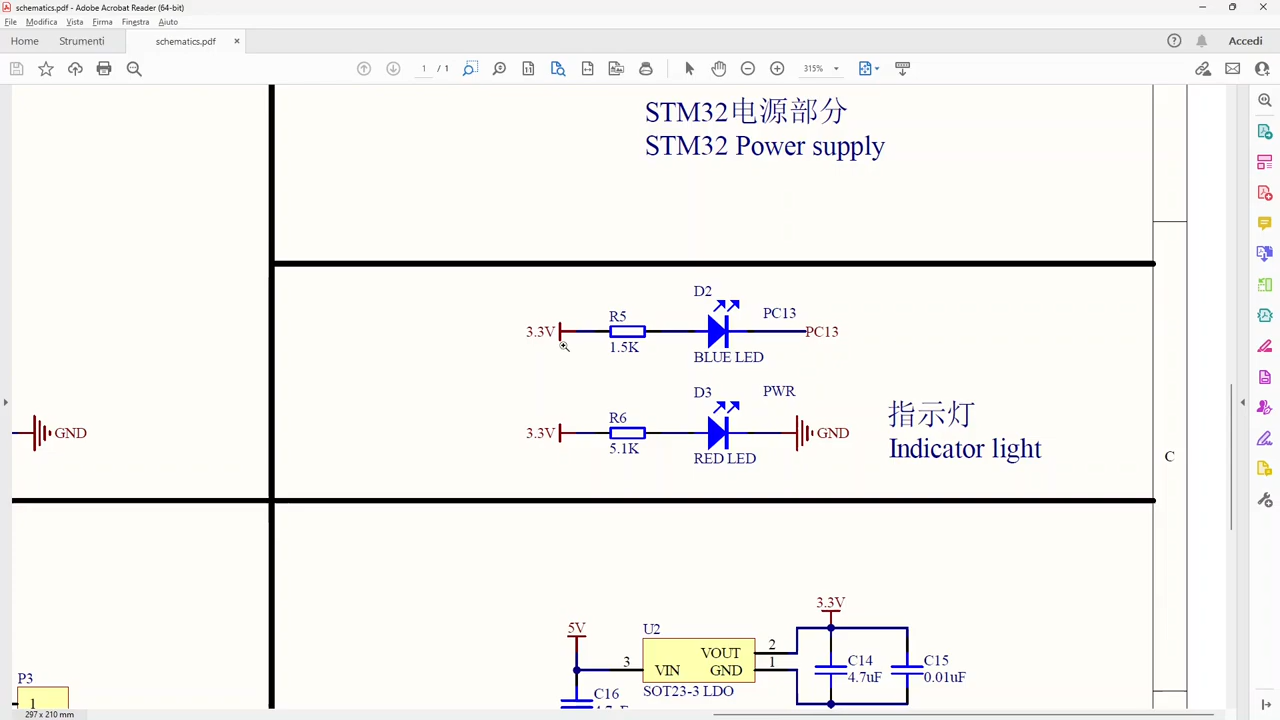 schematics.pdf - Adobe Acrobat Reader (64-bit)
File Modifica Vista Firma Finestra Aiuto
Home Strumenti schematics.pdf × Accedi
1 / 1 315%
STM32电源部分
STM32 Power supply
D2
R5 PC13
3.3V PC13
1.5K BLUE LED
D3 PWR
R6
3.3V GND
5.1K RED LED
指示灯
Indicator light
GND
C
3.3V
5V U2
VOUT 2
3 VIN GND 1
SOT23-3 LDO
C14 C15
4.7uF 0.01uF
C16
P3
1
297 x 210 mm